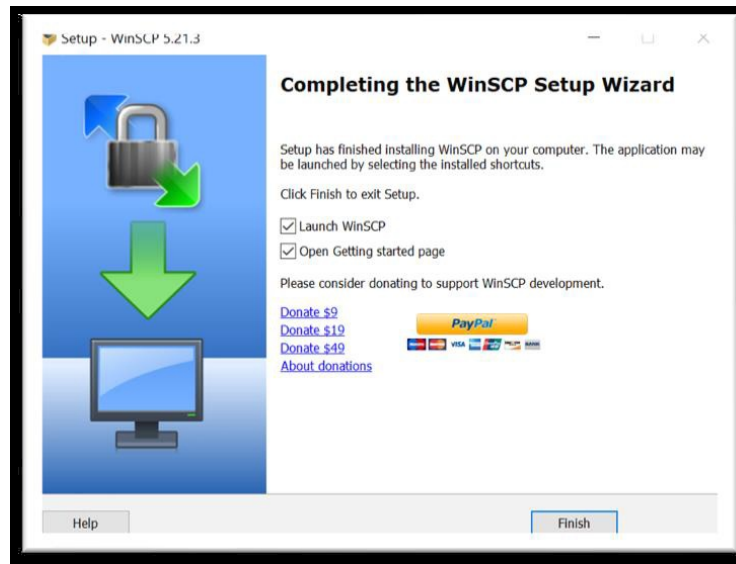 Setup - WinSCP 5.21.3
Completing the WinSCP Setup Wizard
Setup has finished installing WinSCP on your computer. The application may
be launched by selecting the installed shortcuts.
Click Finish to exit Setup.
Launch WinSCP
Open Getting started page
Please consider donating to support WinSCP development.
Donate $9
Donate $19
Donate $49
About donations
PayPal
VISA
BANK
Help
Finish